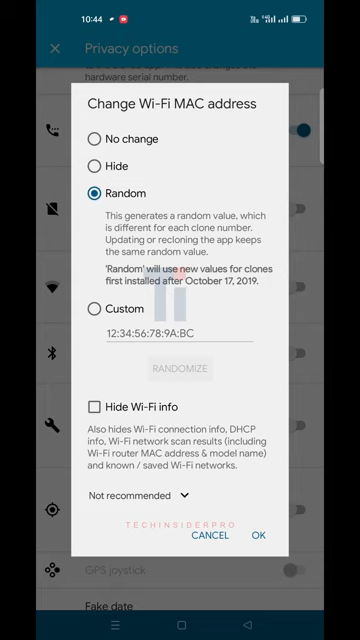 10:44
Privacy options
hardware serial number.
Change Wi-Fi MAC address
No change
Hide
Random
This generates a random value, which
is different for each clone number.
Updating or recloning the app keeps
the same random value.
'Random' will use new values for clones
first installed after October 17, 2019.
Ti
Custom
12:34:56:78:9A:BC
RANDOMIZE
Hide Wi-Fi info
Also hides Wi-Fi connection info, DHCP
info, Wi-Fi network scan results (including
Wi-Fi router MAC address & model name)
and known / saved Wi-Fi networks.
Not recommended
TECHINSIDERPRO
CANCEL OK
GPS joystick
Fake date